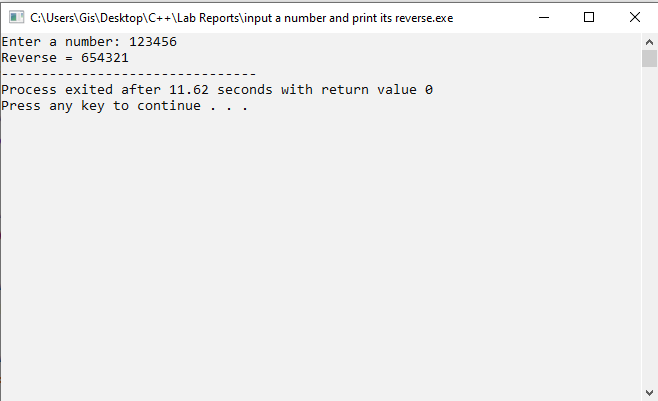 C:\Users\Gis\Desktop\C++\Lab Reports\input a number and print its reverse.exe
Enter a number: 123456
Reverse = 654321
--------------------------------
Process exited after 11.62 seconds with return value 0
Press any key to continue . . .